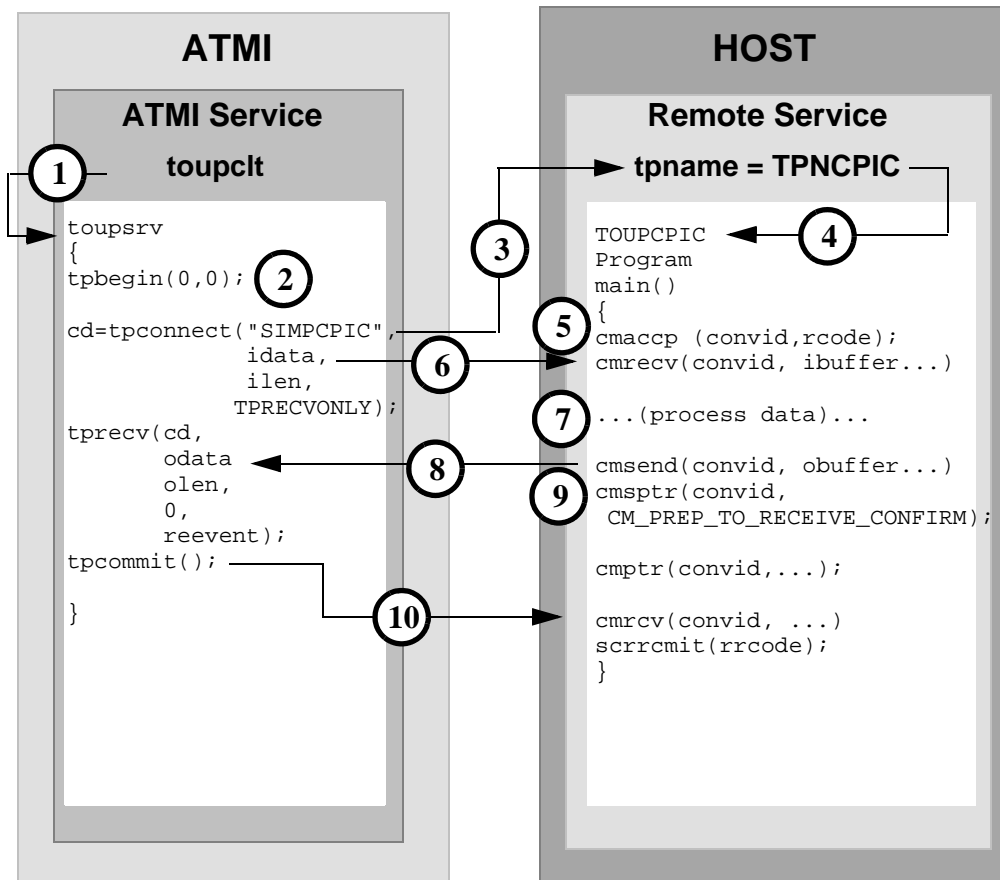 ATMI
ATMI Service
toupclt
1
toupsrv
{
tpbegin(0,0);
2
cd=tpconnect("SIMPCPIC",
idata,
ilen,
TPRECVONLY);
tprecv(cd,
odata
olen,
0,
reevent);
tpcommit();
}
3
6
8
10
HOST
Remote Service
tpname = TPNCPIC
TOUPCPIC
4
Program
main()
{
5
cmaccp (convid,rcode);
cmrecv(convid, ibuffer...)
7
...(process data)...
cmsend(convid, obuffer...)
9
cmsptr(convid,
CM_PREP_TO_RECEIVE_CONFIRM);
cmptr(convid,...);
cmrcv(convid, ...)
scrrcmit(rrcode);
}